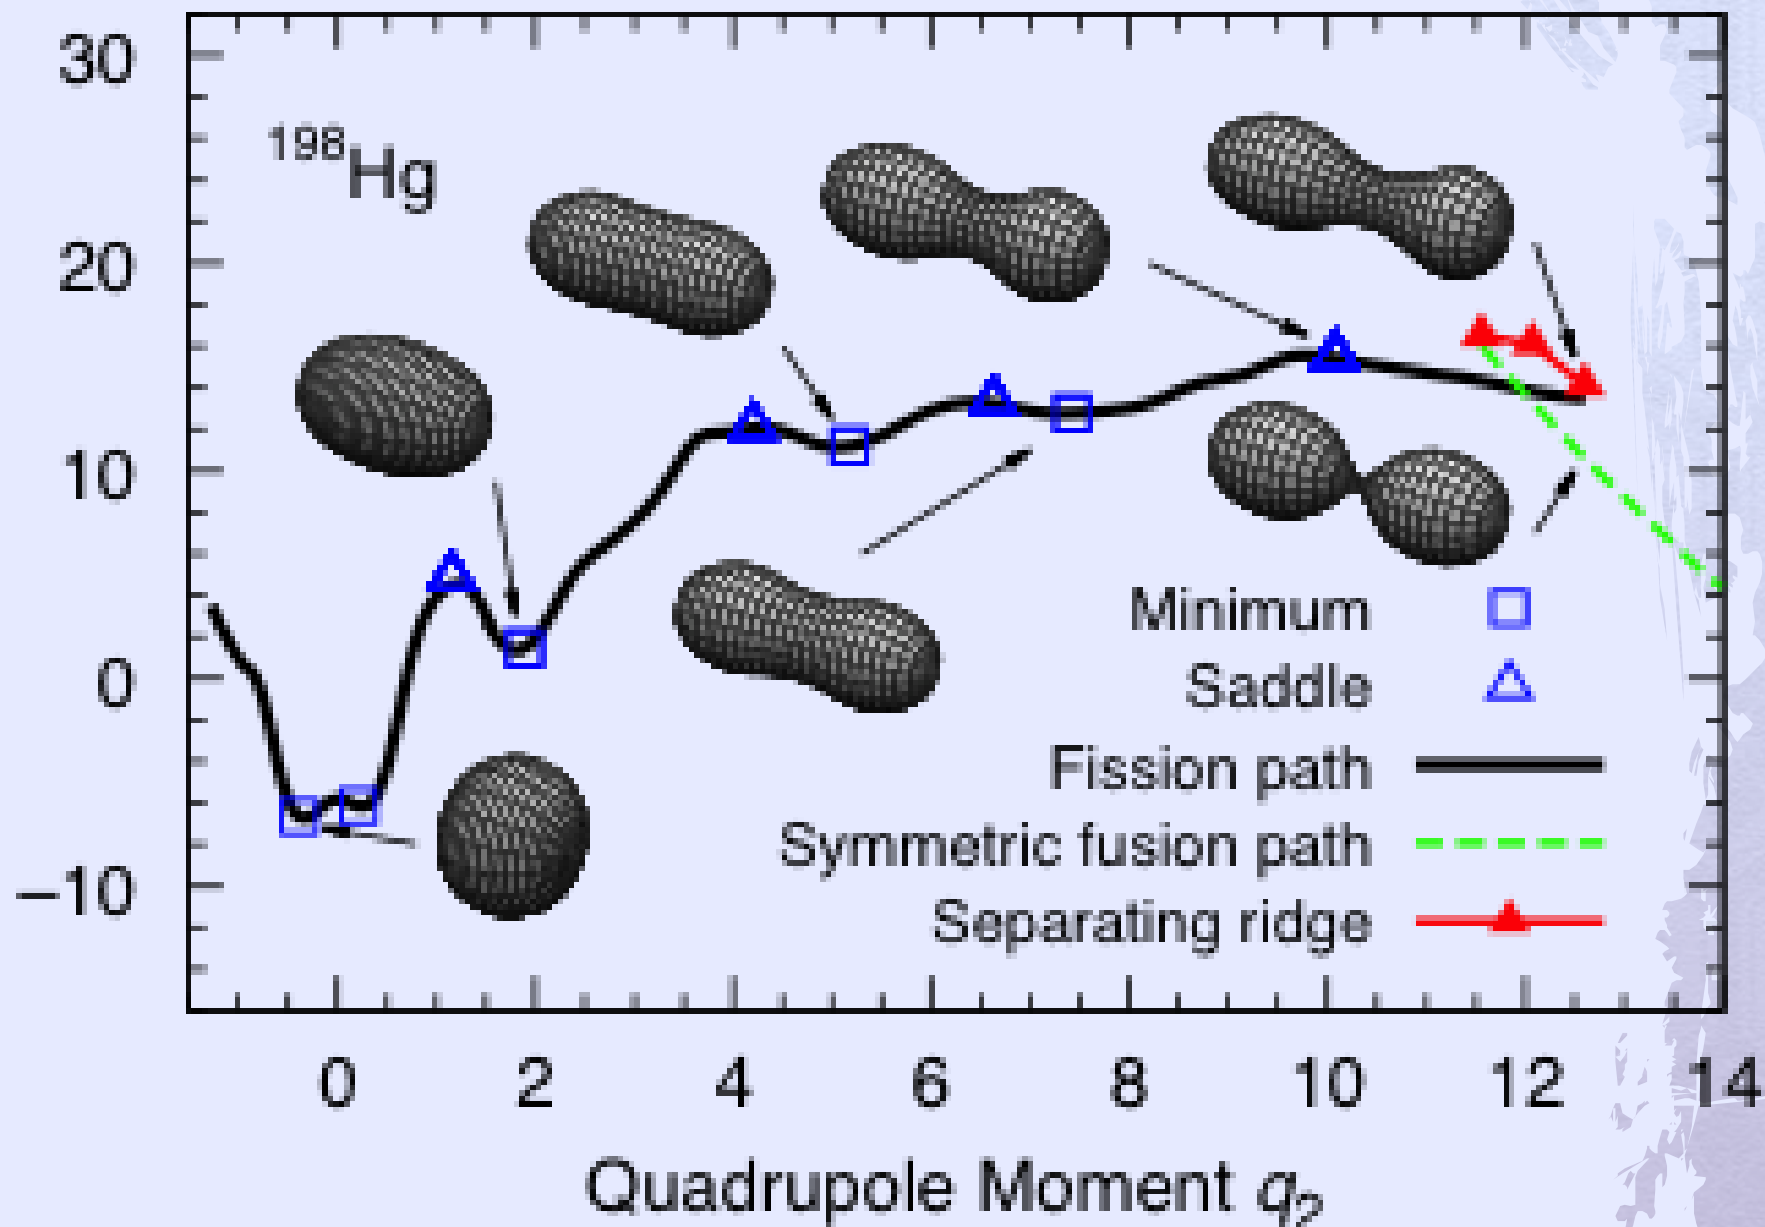 30
20
10
0
−10
¹⁹⁸Hg
Minimum
Saddle
Fission path
Symmetric fusion path
Separating ridge
0 2 4 6 8 10 12 14
Quadrupole Moment q₂